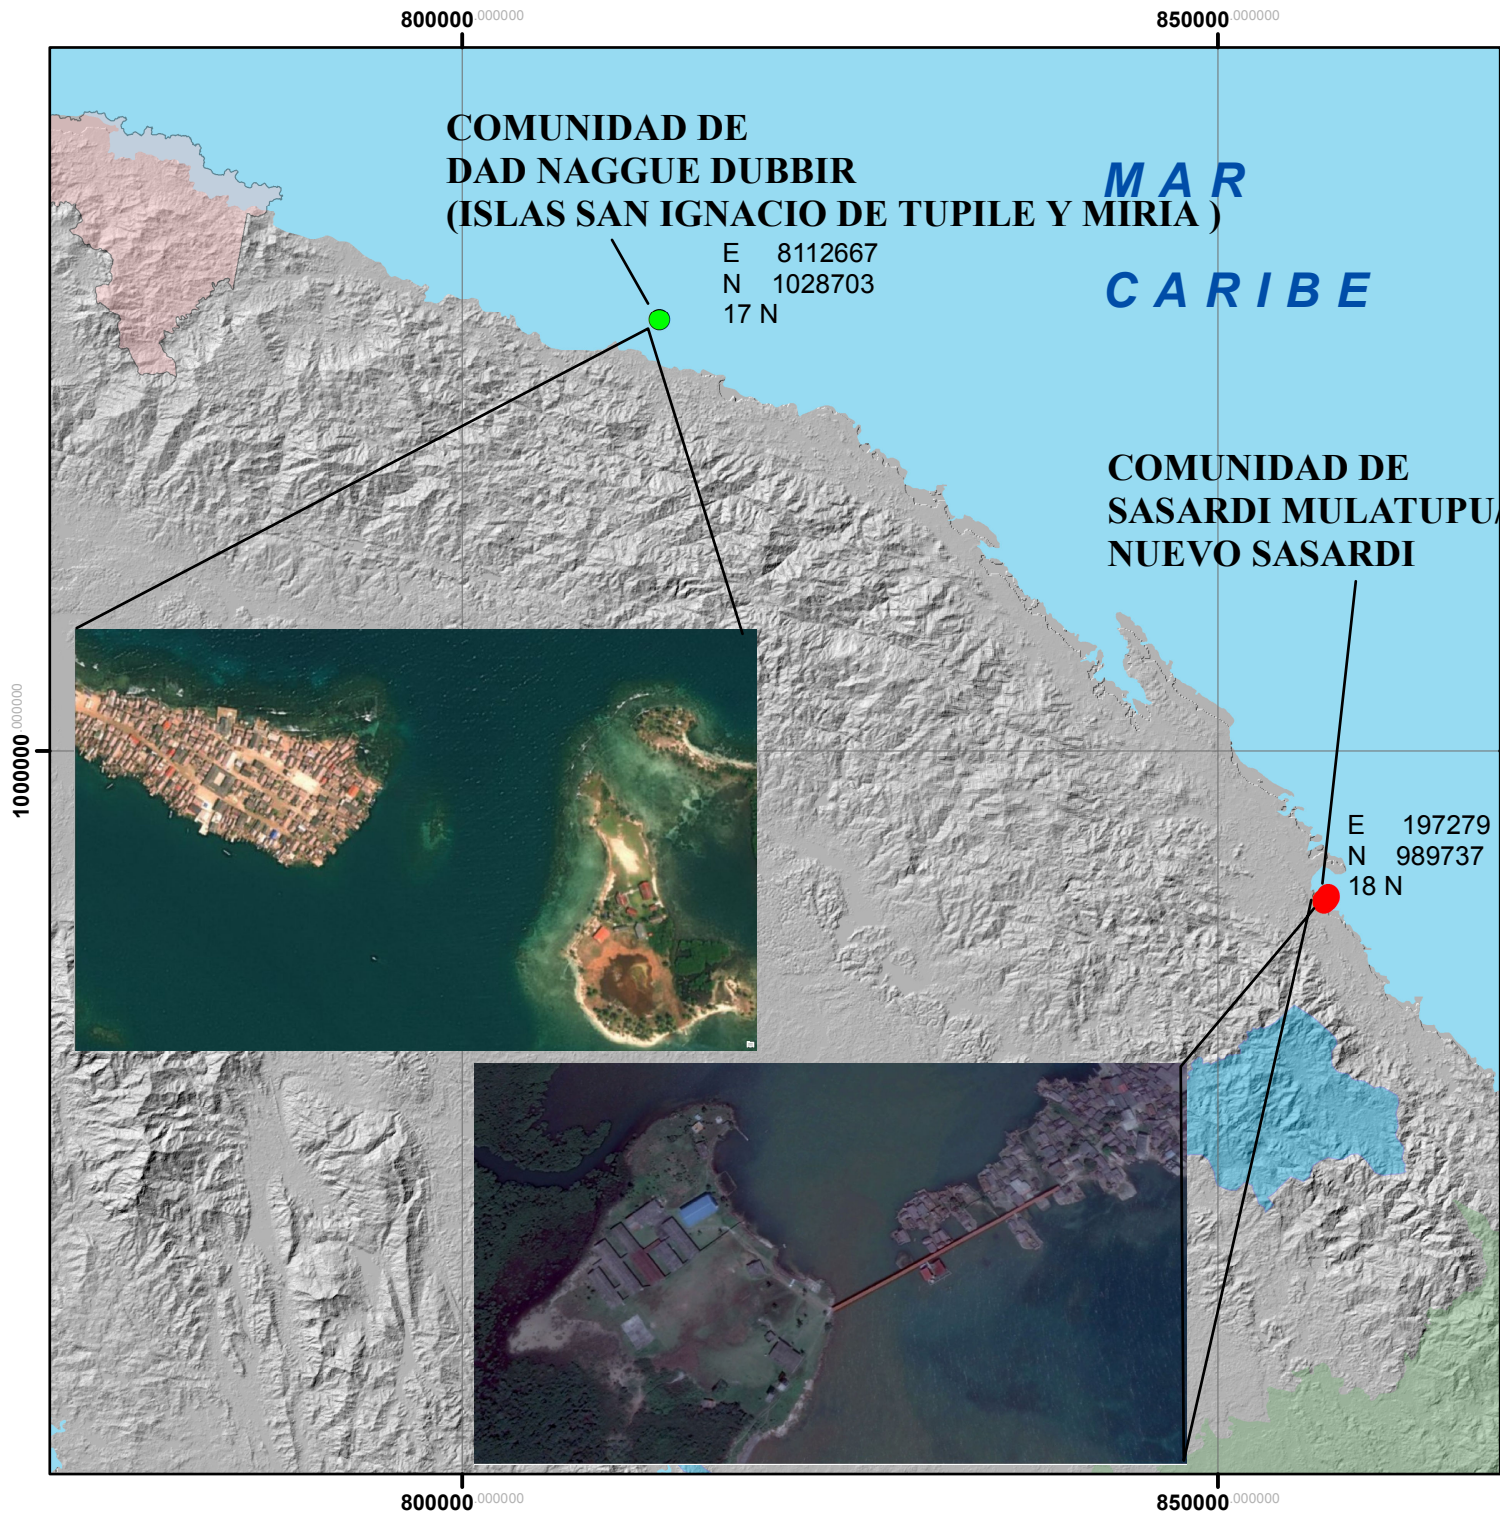 800000.000000 850000.000000
COMUNIDAD DE
DAD NAGGUE DUBBIR
(ISLAS SAN IGNACIO DE TUPILE Y MIRIA )
E 8112667
N 1028703
17 N
MAR
CARIBE
COMUNIDAD DE
SASARDI MULATUPU/
NUEVO SASARDI
1000000.000000
E 197279
N 989737
18 N
800000.000000 850000.000000